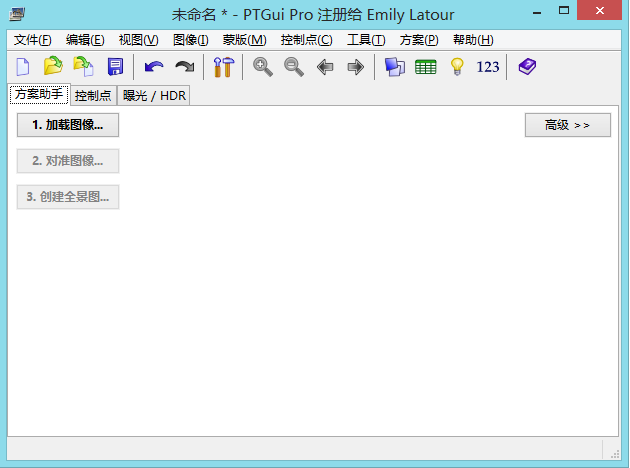 未命名 * - PTGui Pro 注册给 Emily Latour
文件(F) 编辑(E) 视图(V) 图像(I) 蒙版(M) 控制点(C) 工具(T) 方案(P) 帮助(H)
123
方案助手 控制点 曝光 / HDR
1. 加载图像... 高级 >>
2. 对准图像...
3. 创建全景图...